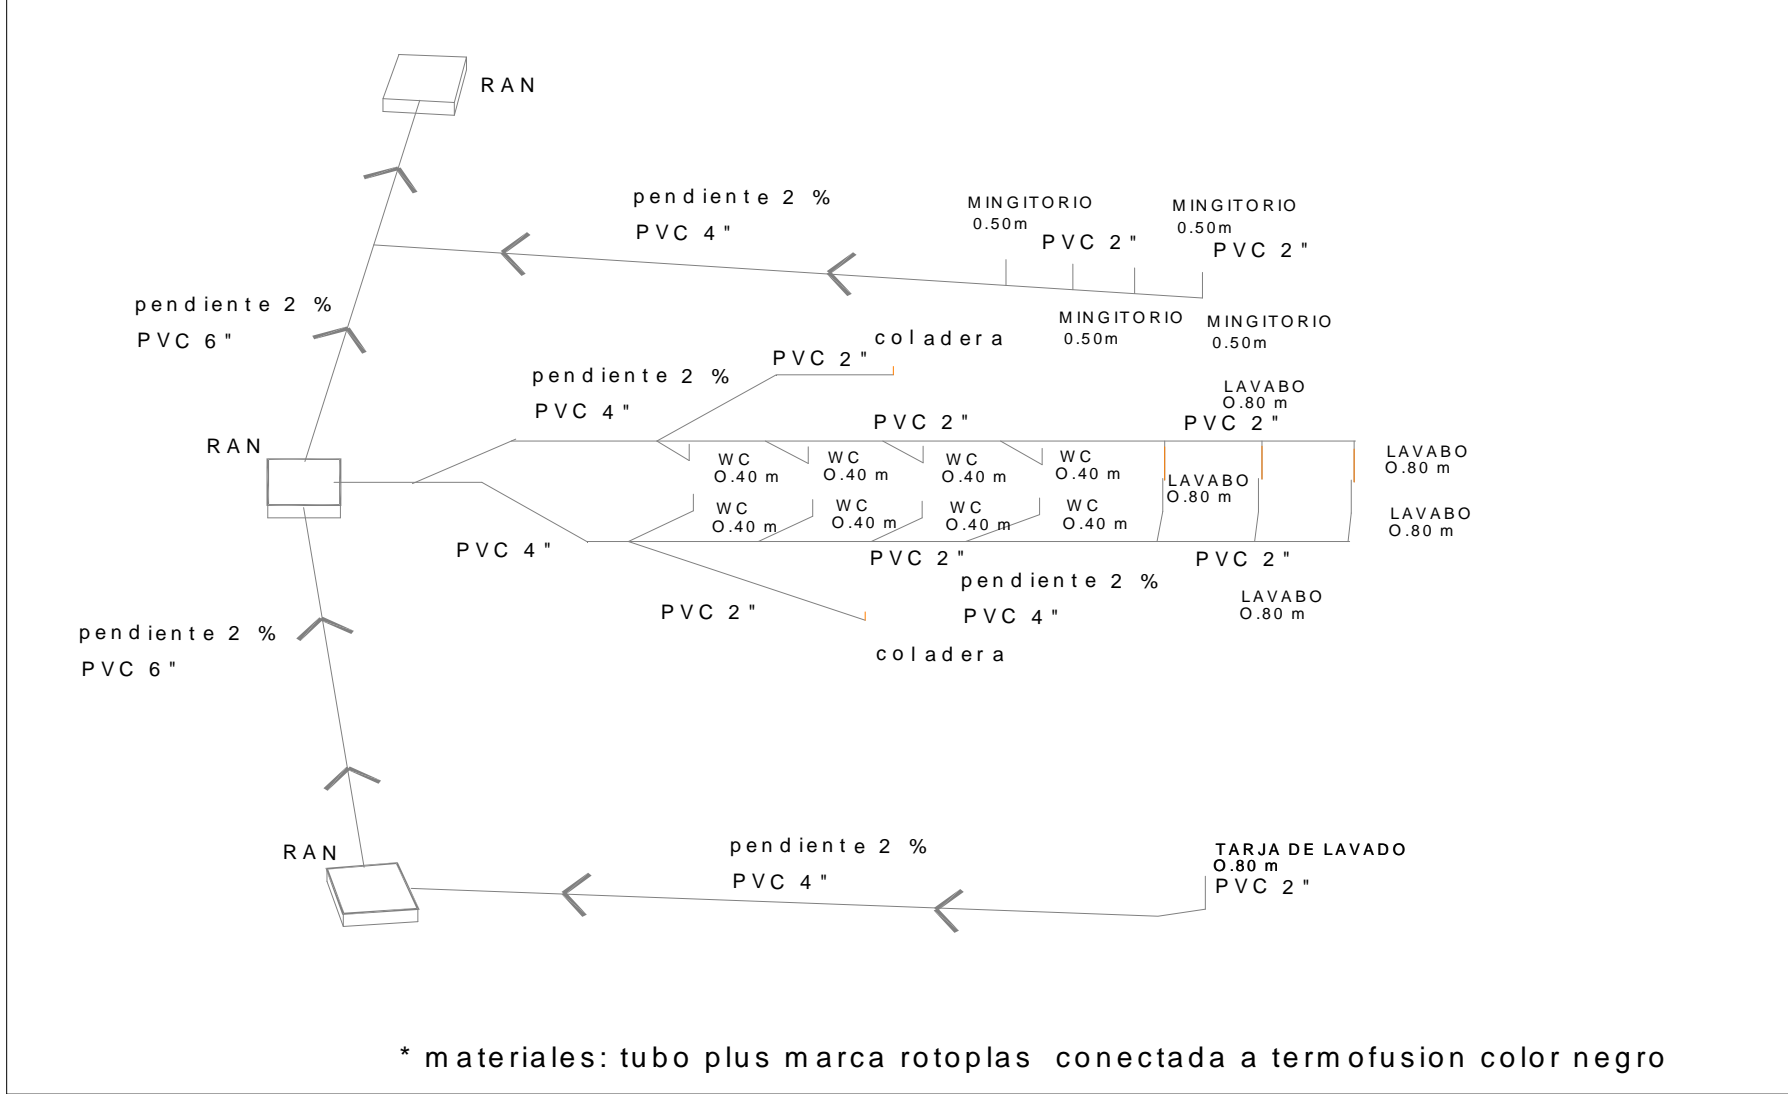 RAN
pendiente 2 %
PVC 4"
MINGITORIO
0.50m
MINGITORIO
0.50m
PVC 2"
PVC 2"
pendiente 2 %
PVC 6"
MINGITORIO
0.50m
MINGITORIO
0.50m
coladera
PVC 2"
pendiente 2 %
PVC 4"
LAVABO
O.80 m
PVC 2"
PVC 2"
RAN
WC
O.40 m
WC
O.40 m
WC
O.40 m
WC
O.40 m
LAVABO
O.80 m
LAVABO
O.80 m
WC
O.40 m
WC
O.40 m
WC
O.40 m
WC
O.40 m
LAVABO
O.80 m
PVC 4"
PVC 2"
PVC 2"
pendiente 2 %
PVC 4"
LAVABO
O.80 m
PVC 2"
coladera
pendiente 2 %
PVC 6"
RAN
pendiente 2 %
PVC 4"
TARJA DE LAVADO
O.80 m
PVC 2"
* materiales: tubo plus marca rotoplas conectada a termofusion color negro